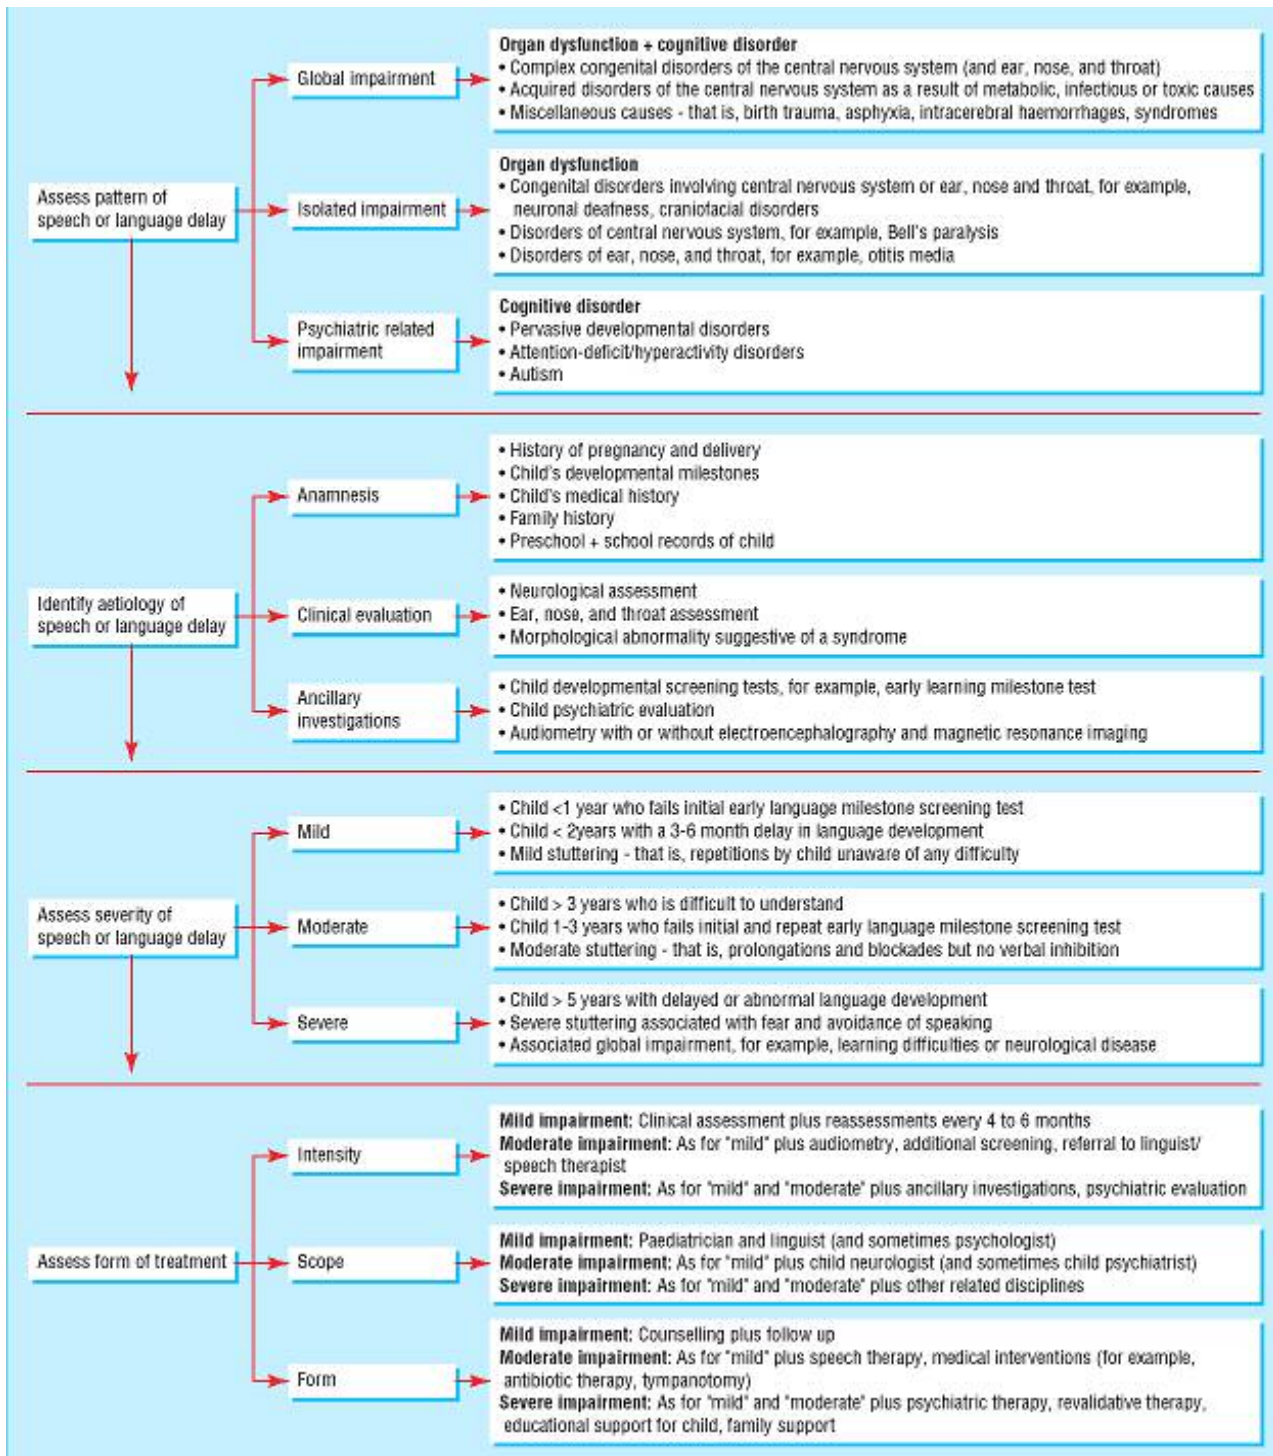 Assess pattern of
speech or language delay
Global impairment
Organ dysfunction + cognitive disorder
• Complex congenital disorders of the central nervous system (and ear, nose, and throat)
• Acquired disorders of the central nervous system as a result of metabolic, infectious or toxic causes
• Miscellaneous causes - that is, birth trauma, asphyxia, intracerebral haemorrhages, syndromes
Isolated impairment
Organ dysfunction
• Congenital disorders involving central nervous system or ear, nose and throat, for example,
neuronal deafness, craniofacial disorders
• Disorders of central nervous system, for example, Bell's paralysis
• Disorders of ear, nose, and throat, for example, otitis media
Psychiatric related
impairment
Cognitive disorder
• Pervasive developmental disorders
• Attention-deficit/hyperactivity disorders
• Autism
Identify aetiology of
speech or language delay
Anamnesis
• History of pregnancy and delivery
• Child's developmental milestones
• Child's medical history
• Family history
• Preschool + school records of child
Clinical evaluation
• Neurological assessment
• Ear, nose, and throat assessment
• Morphological abnormality suggestive of a syndrome
Ancillary
investigations
• Child developmental screening tests, for example, early learning milestone test
• Child psychiatric evaluation
• Audiometry with or without electroencephalography and magnetic resonance imaging
Assess severity of
speech or language delay
Mild
• Child <1 year who fails initial early language milestone screening test
• Child < 2years with a 3-6 month delay in language development
• Mild stuttering - that is, repetitions by child unaware of any difficulty
Moderate
• Child > 3 years who is difficult to understand
• Child 1-3 years who fails initial and repeat early language milestone screening test
• Moderate stuttering - that is, prolongations and blockades but no verbal inhibition
Severe
• Child > 5 years with delayed or abnormal language development
• Severe stuttering associated with fear and avoidance of speaking
• Associated global impairment, for example, learning difficulties or neurological disease
Assess form of treatment
Intensity
Mild impairment: Clinical assessment plus reassessments every 4 to 6 months
Moderate impairment: As for "mild" plus audiometry, additional screening, referral to linguist/
speech therapist
Severe impairment: As for "mild" and "moderate" plus ancillary investigations, psychiatric evaluation
Scope
Mild impairment: Paediatrician and linguist (and sometimes psychologist)
Moderate impairment: As for "mild" plus child neurologist (and sometimes child psychiatrist)
Severe impairment: As for "mild" and "moderate" plus other related disciplines
Form
Mild impairment: Counselling plus follow up
Moderate impairment: As for "mild" plus speech therapy, medical interventions (for example,
antibiotic therapy, tympanotomy)
Severe impairment: As for "mild" and "moderate" plus psychiatric therapy, revalidative therapy,
educational support for child, family support